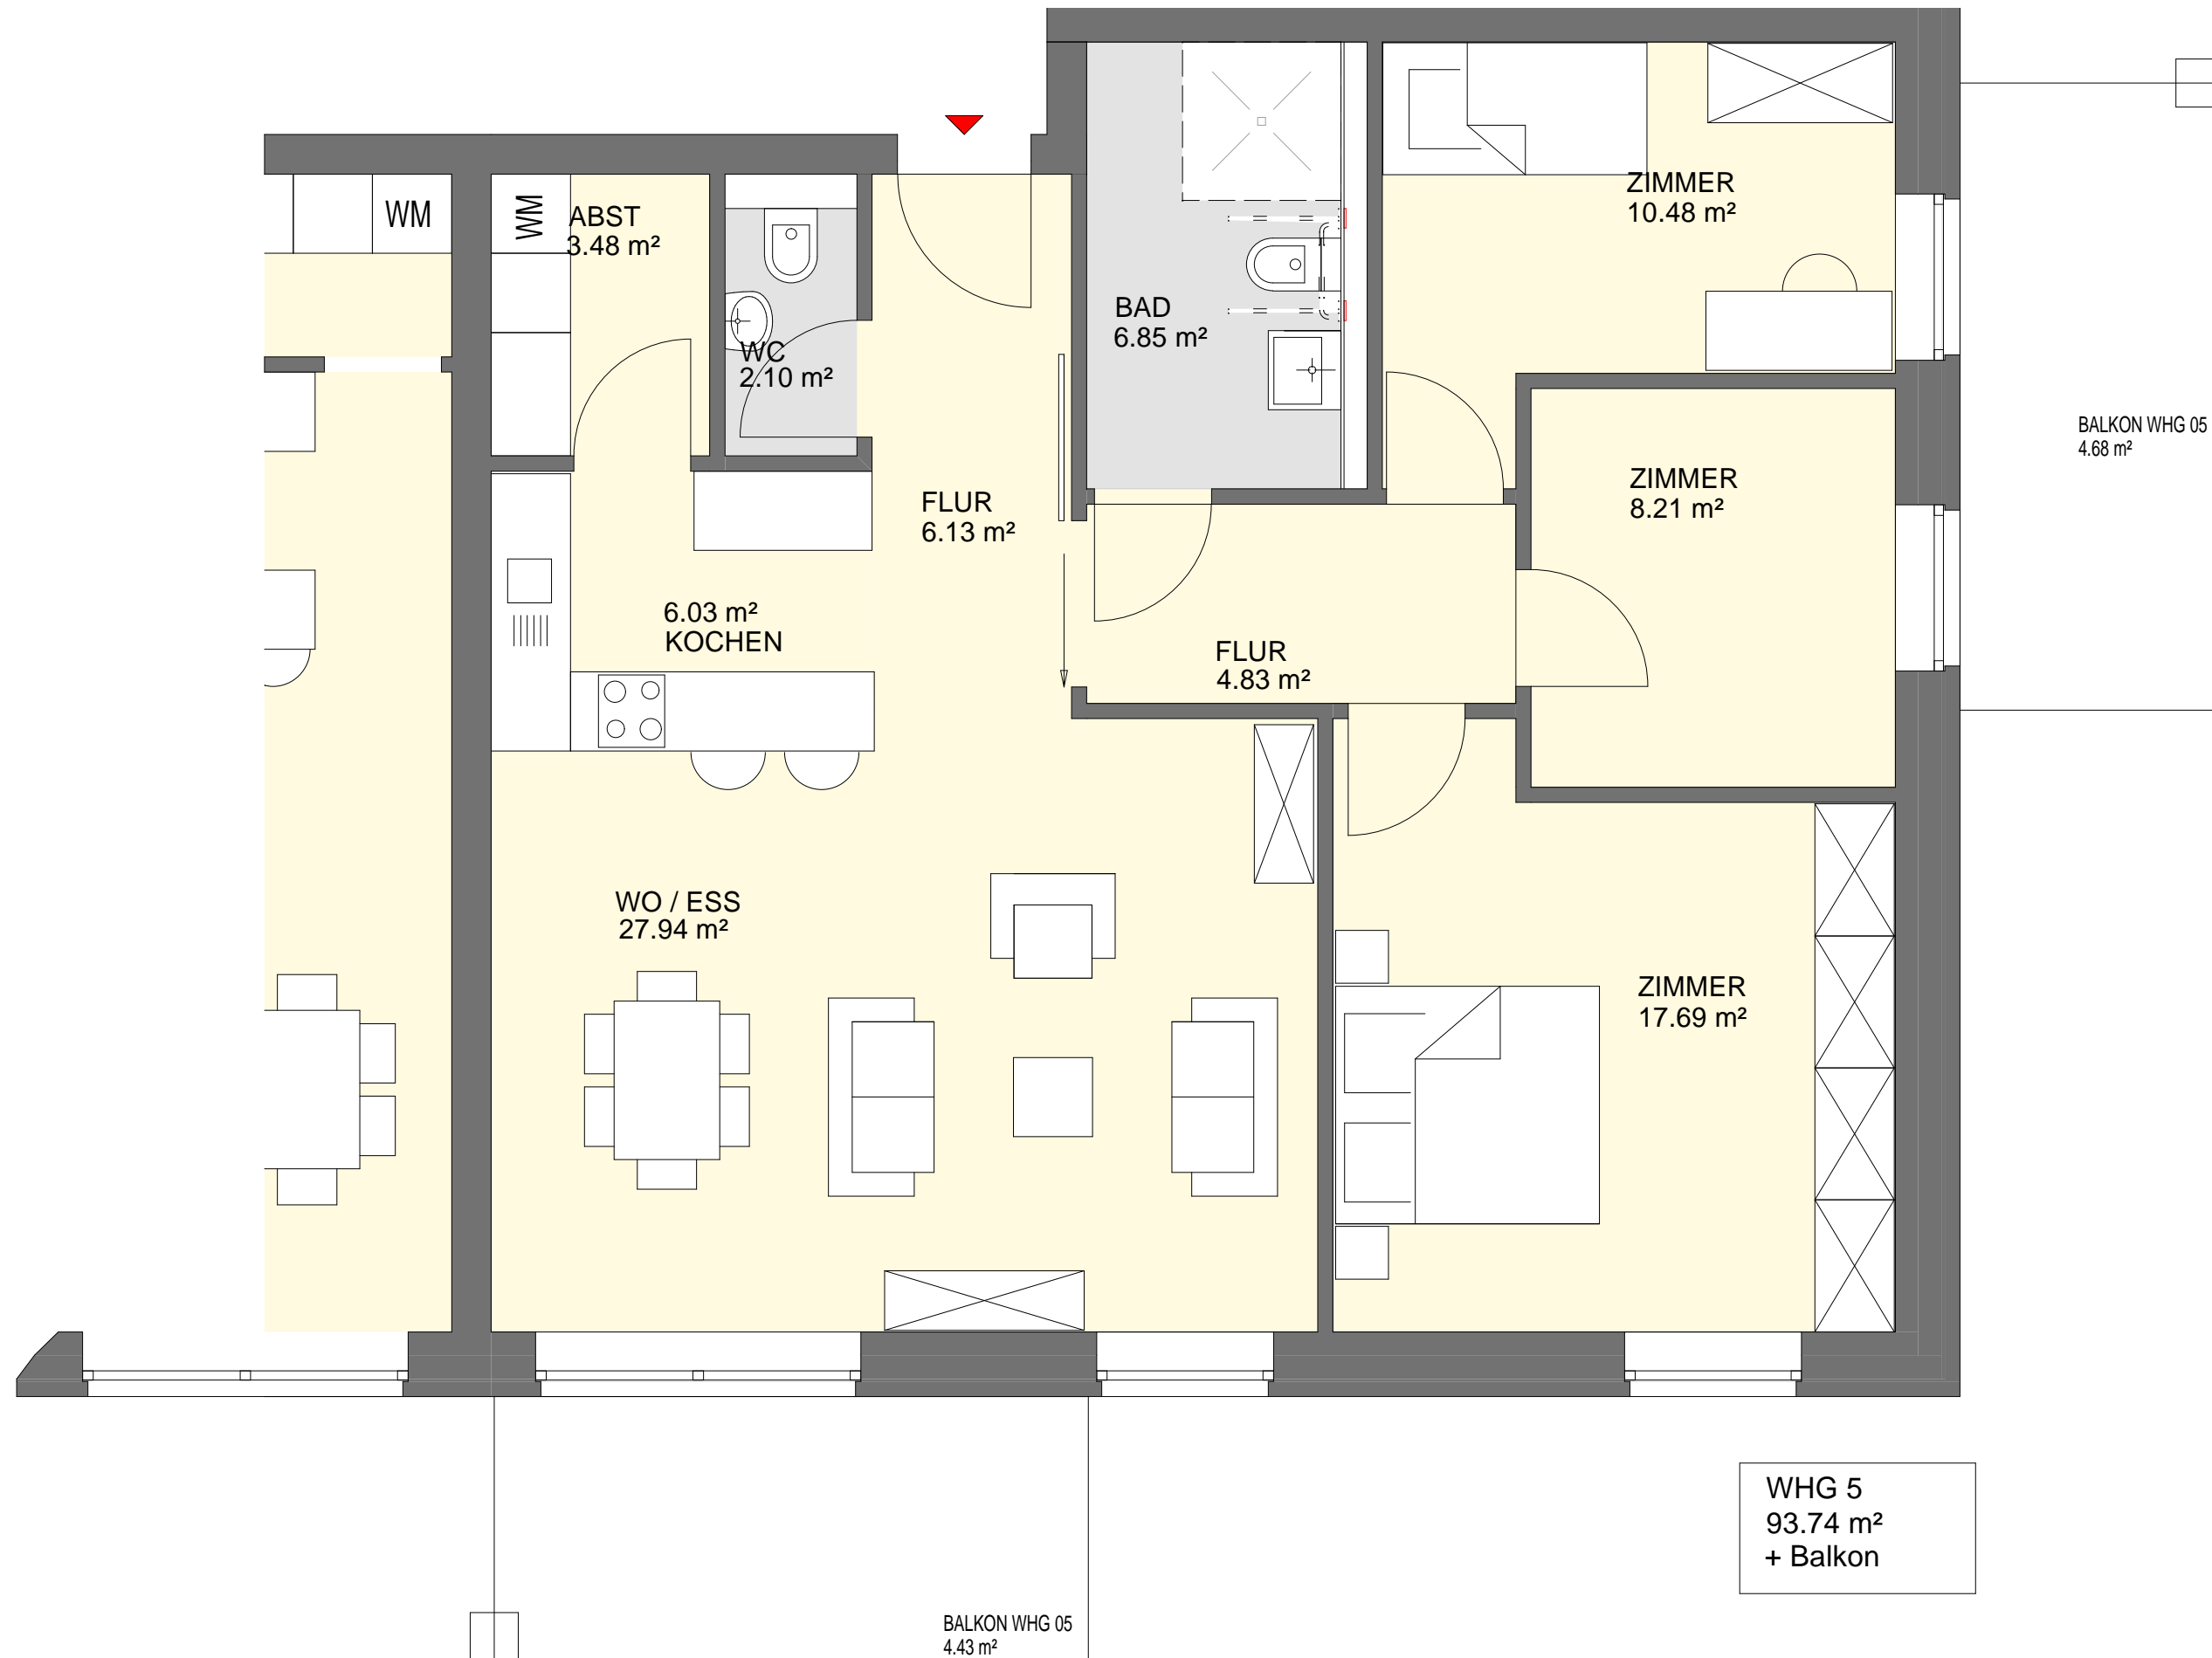 WM
WM
ABST
3.48 m²
WC
2.10 m²
BAD
6.85 m²
ZIMMER
10.48 m²
BALKON WHG 05
4.68 m²
ZIMMER
8.21 m²
FLUR
6.13 m²
6.03 m²
KOCHEN
FLUR
4.83 m²
WO / ESS
27.94 m²
ZIMMER
17.69 m²
WHG 5
93.74 m²
+ Balkon
BALKON WHG 05
4.43 m²